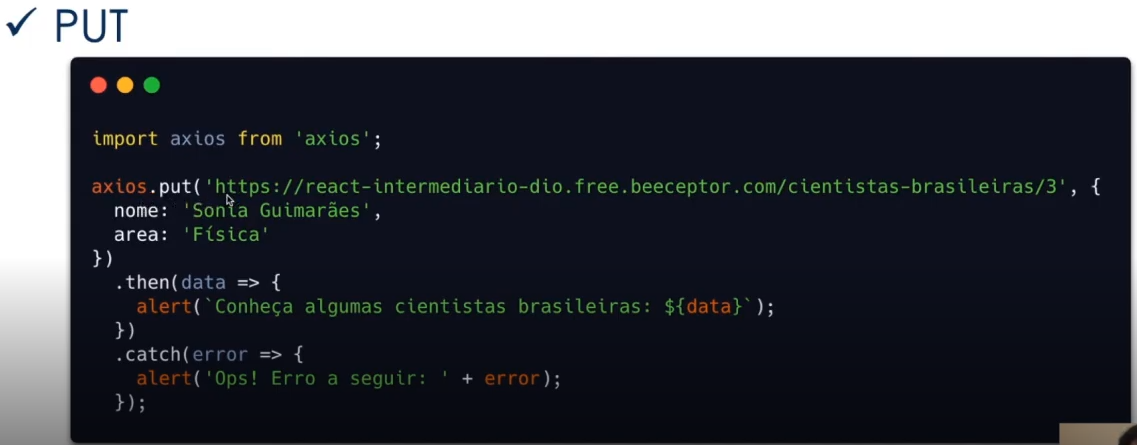 ✓ PUT
import axios from 'axios';
axios.put('https://react-intermediario-dio.free.beeceptor.com/cientistas-brasileiras/3', {
  nome: 'Sonia Guimarães',
  area: 'Física'
})
  .then(data => {
    alert(`Conheça algumas cientistas brasileiras: ${data}`);
  })
  .catch(error => {
    alert('Ops! Erro a seguir: ' + error);
  });